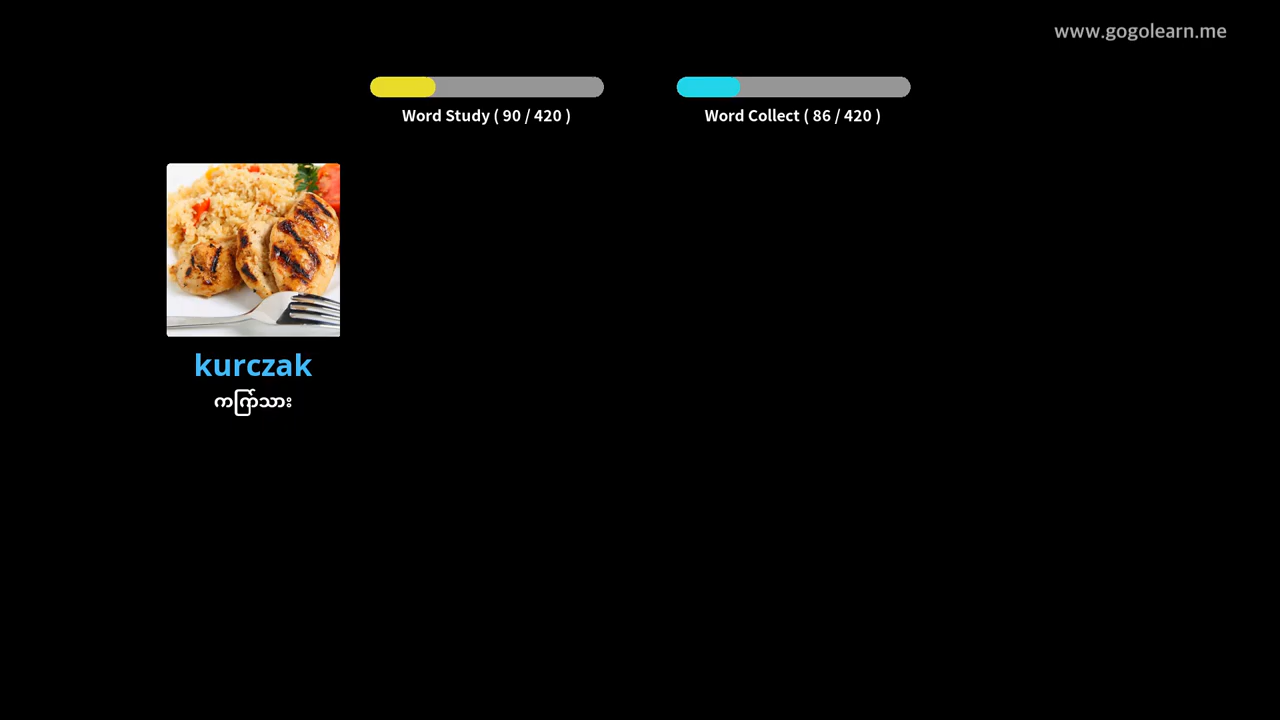 www.gogolearn.me
Word Study ( 90 / 420 )
Word Collect ( 86 / 420 )
kurczak
ကြက်သား